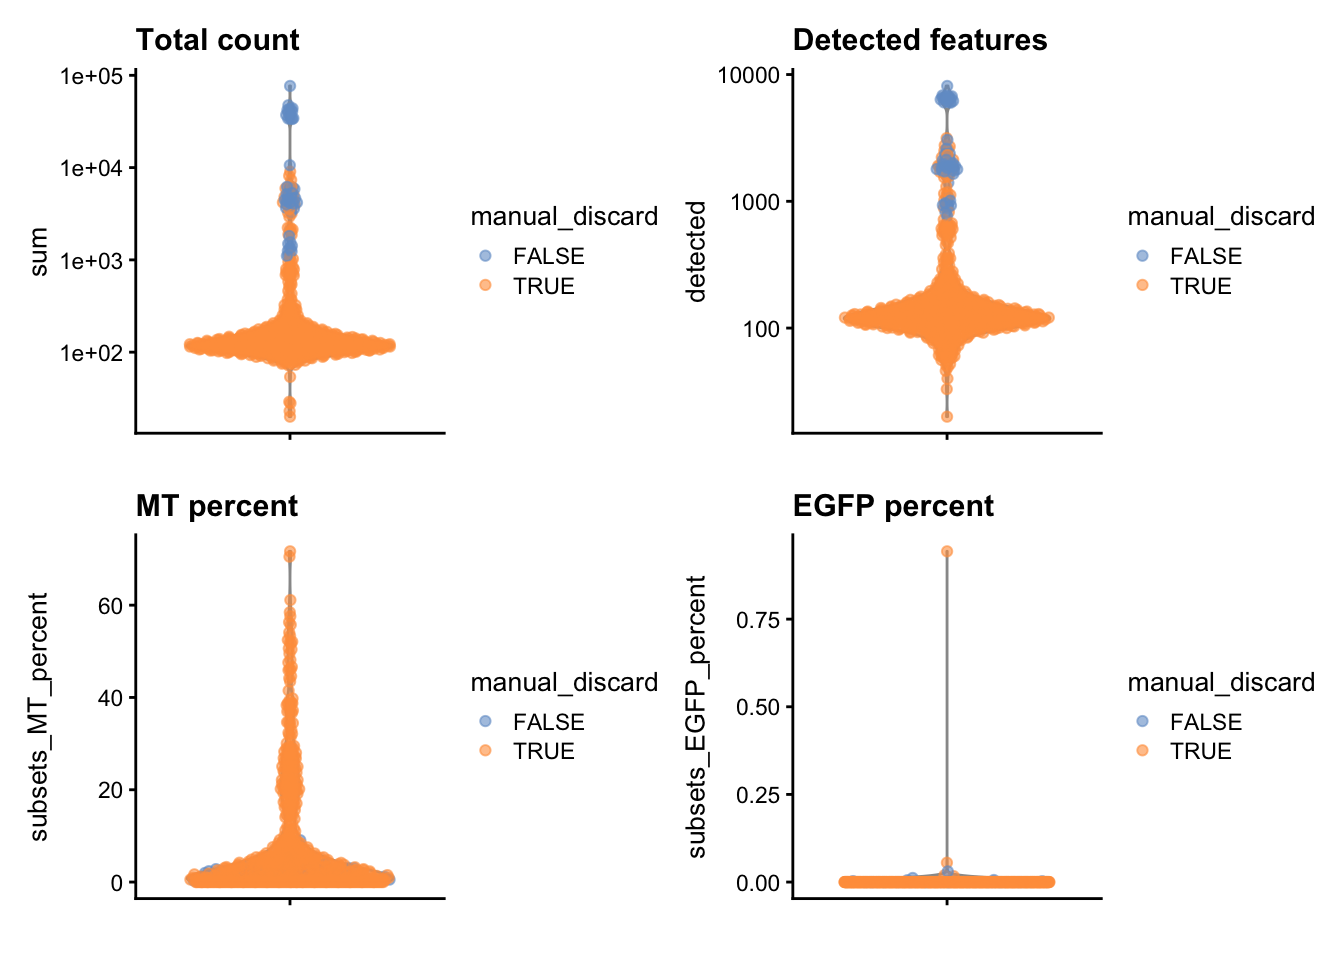 Total count
1e+05
1e+04
1e+03
1e+02
sum
manual_discard
FALSE
TRUE
Detected features
10000
1000
100
detected
manual_discard
FALSE
TRUE
MT percent
60
40
20
0
subsets_MT_percent
manual_discard
FALSE
TRUE
EGFP percent
0.75
0.50
0.25
0.00
subsets_EGFP_percent
manual_discard
FALSE
TRUE